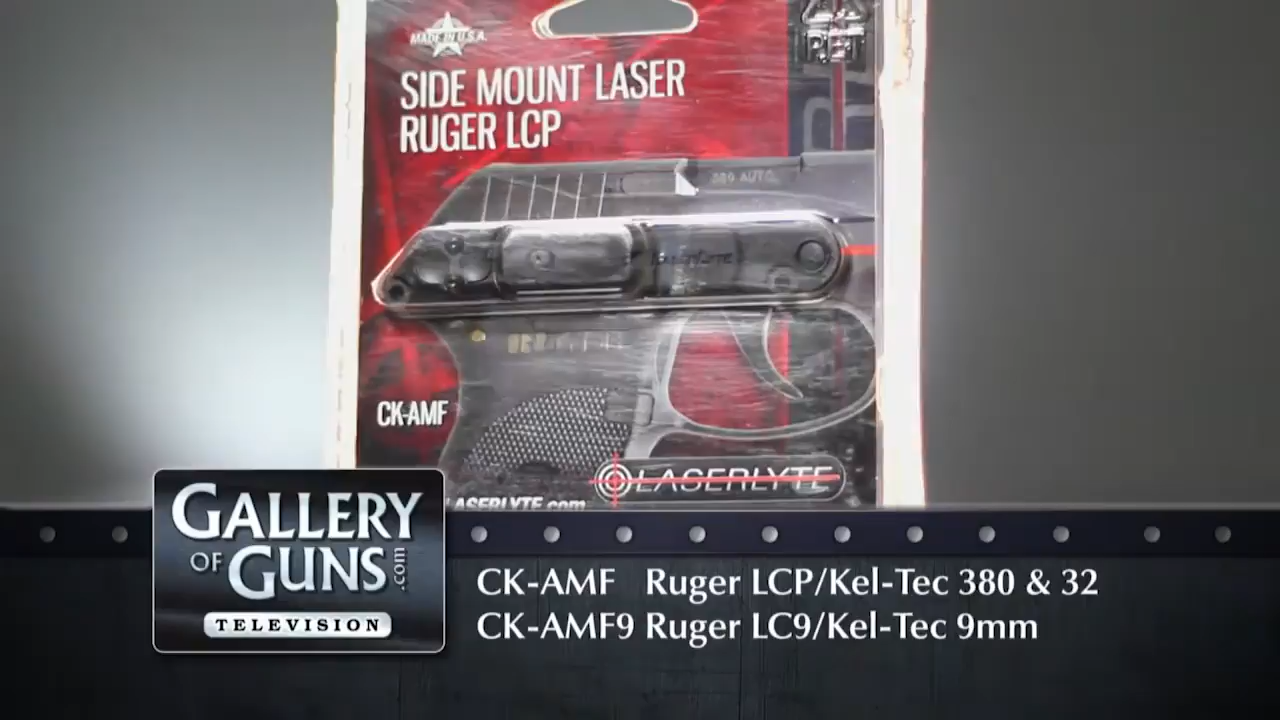 MADE IN U.S.A.
SIDE MOUNT LASER
RUGER LCP
380 AUTO
LASERLYTE
CK-AMF
LASERLYTE
LASERLYTE.com
GALLERY
OF GUNS.com
TELEVISION
CK-AMF Ruger LCP/Kel-Tec 380 & 32
CK-AMF9 Ruger LC9/Kel-Tec 9mm